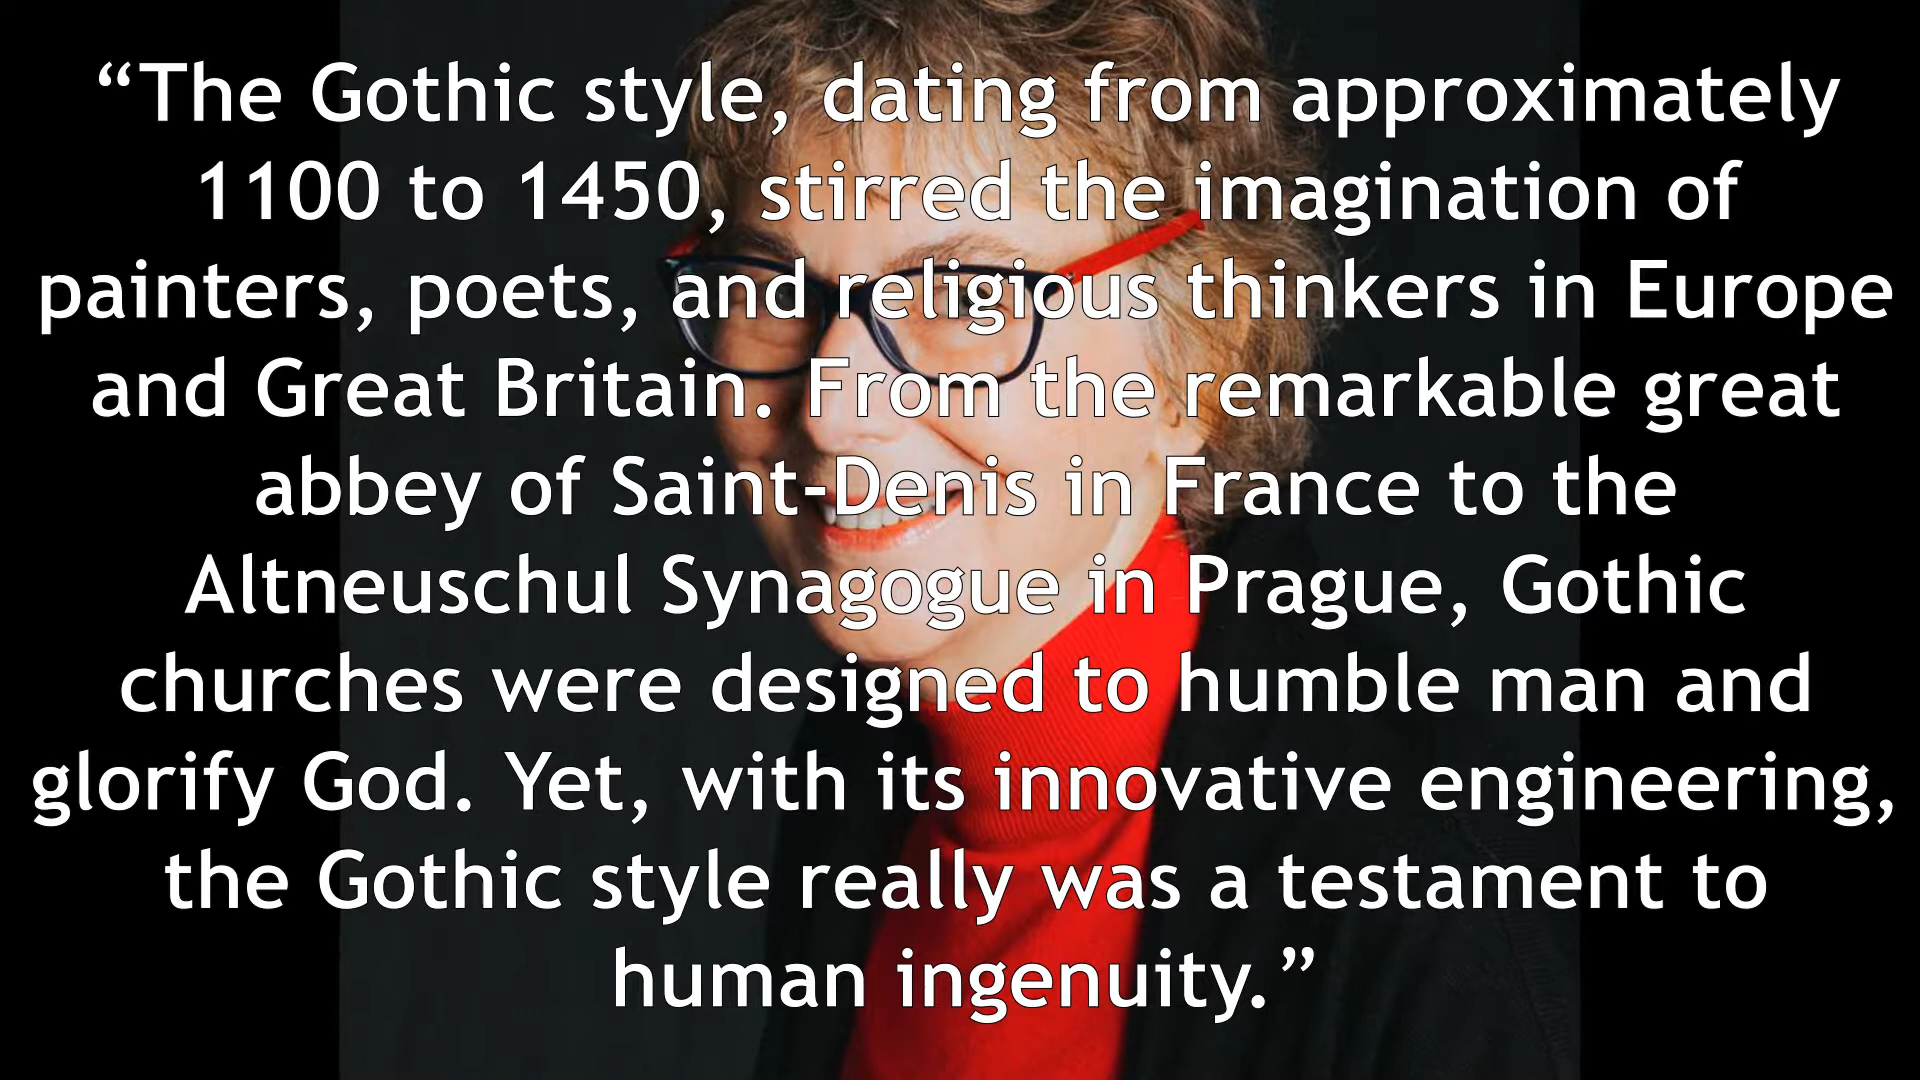 “The Gothic style, dating from approximately
1100 to 1450, stirred the imagination of
painters, poets, and religious thinkers in Europe
and Great Britain. From the remarkable great
abbey of Saint-Denis in France to the
Altneuschul Synagogue in Prague, Gothic
churches were designed to humble man and
glorify God. Yet, with its innovative engineering,
the Gothic style really was a testament to
human ingenuity.”